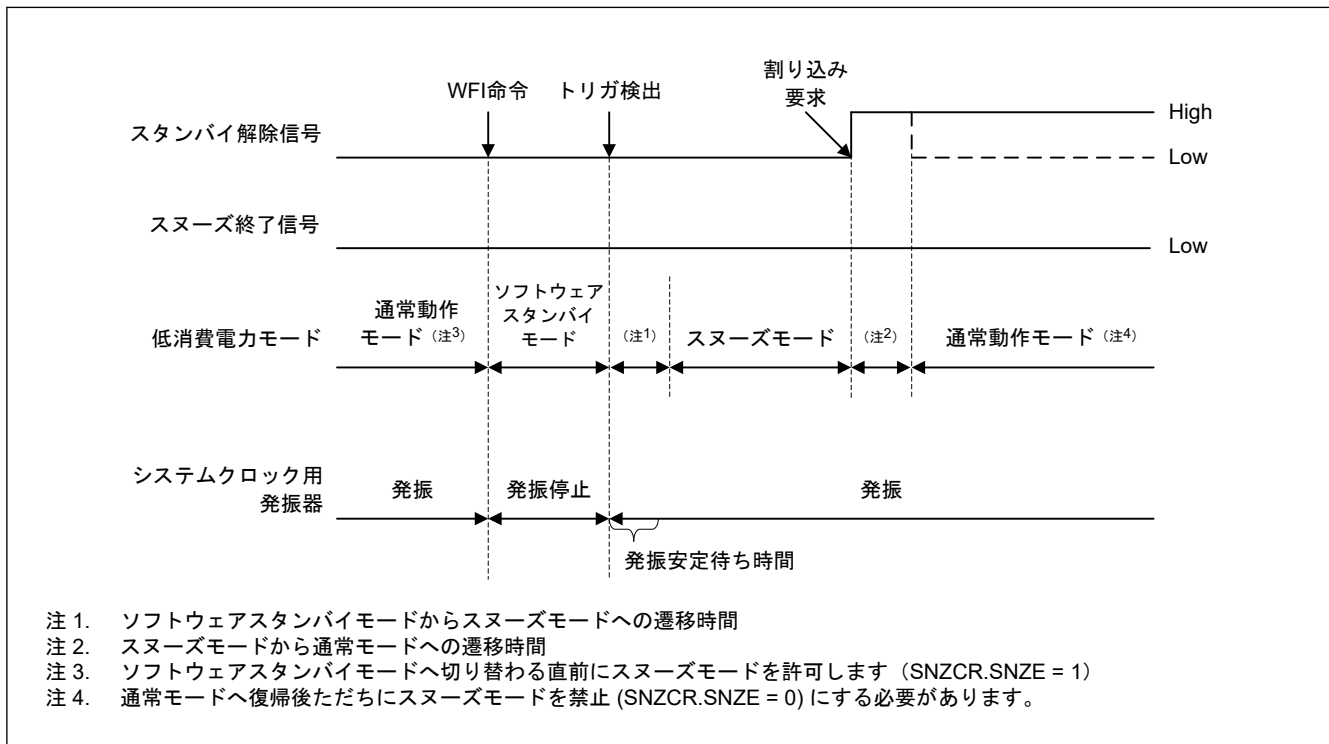 WFI命令
トリガ検出
割り込み
要求
スタンバイ解除信号
High
Low
スヌーズ終了信号
Low
低消費電力モード
通常動作
モード（注3）
ソフトウェア
スタンバイ
モード
（注1）
スヌーズモード
（注2）
通常動作モード（注4）
システムクロック用
発振器
発振
発振停止
発振
発振安定待ち時間
注 1. ソフトウェアスタンバイモードからスヌーズモードへの遷移時間
注 2. スヌーズモードから通常モードへの遷移時間
注 3. ソフトウェアスタンバイモードへ切り替わる直前にスヌーズモードを許可します（SNZCR.SNZE = 1）
注 4. 通常モードへ復帰後ただちにスヌーズモードを禁止 (SNZCR.SNZE = 0) にする必要があります。